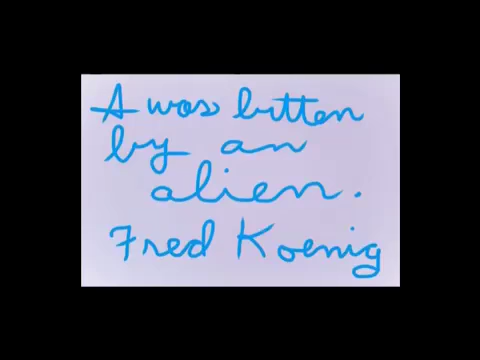 A was bitten
by an
alien.
Fred Koenig